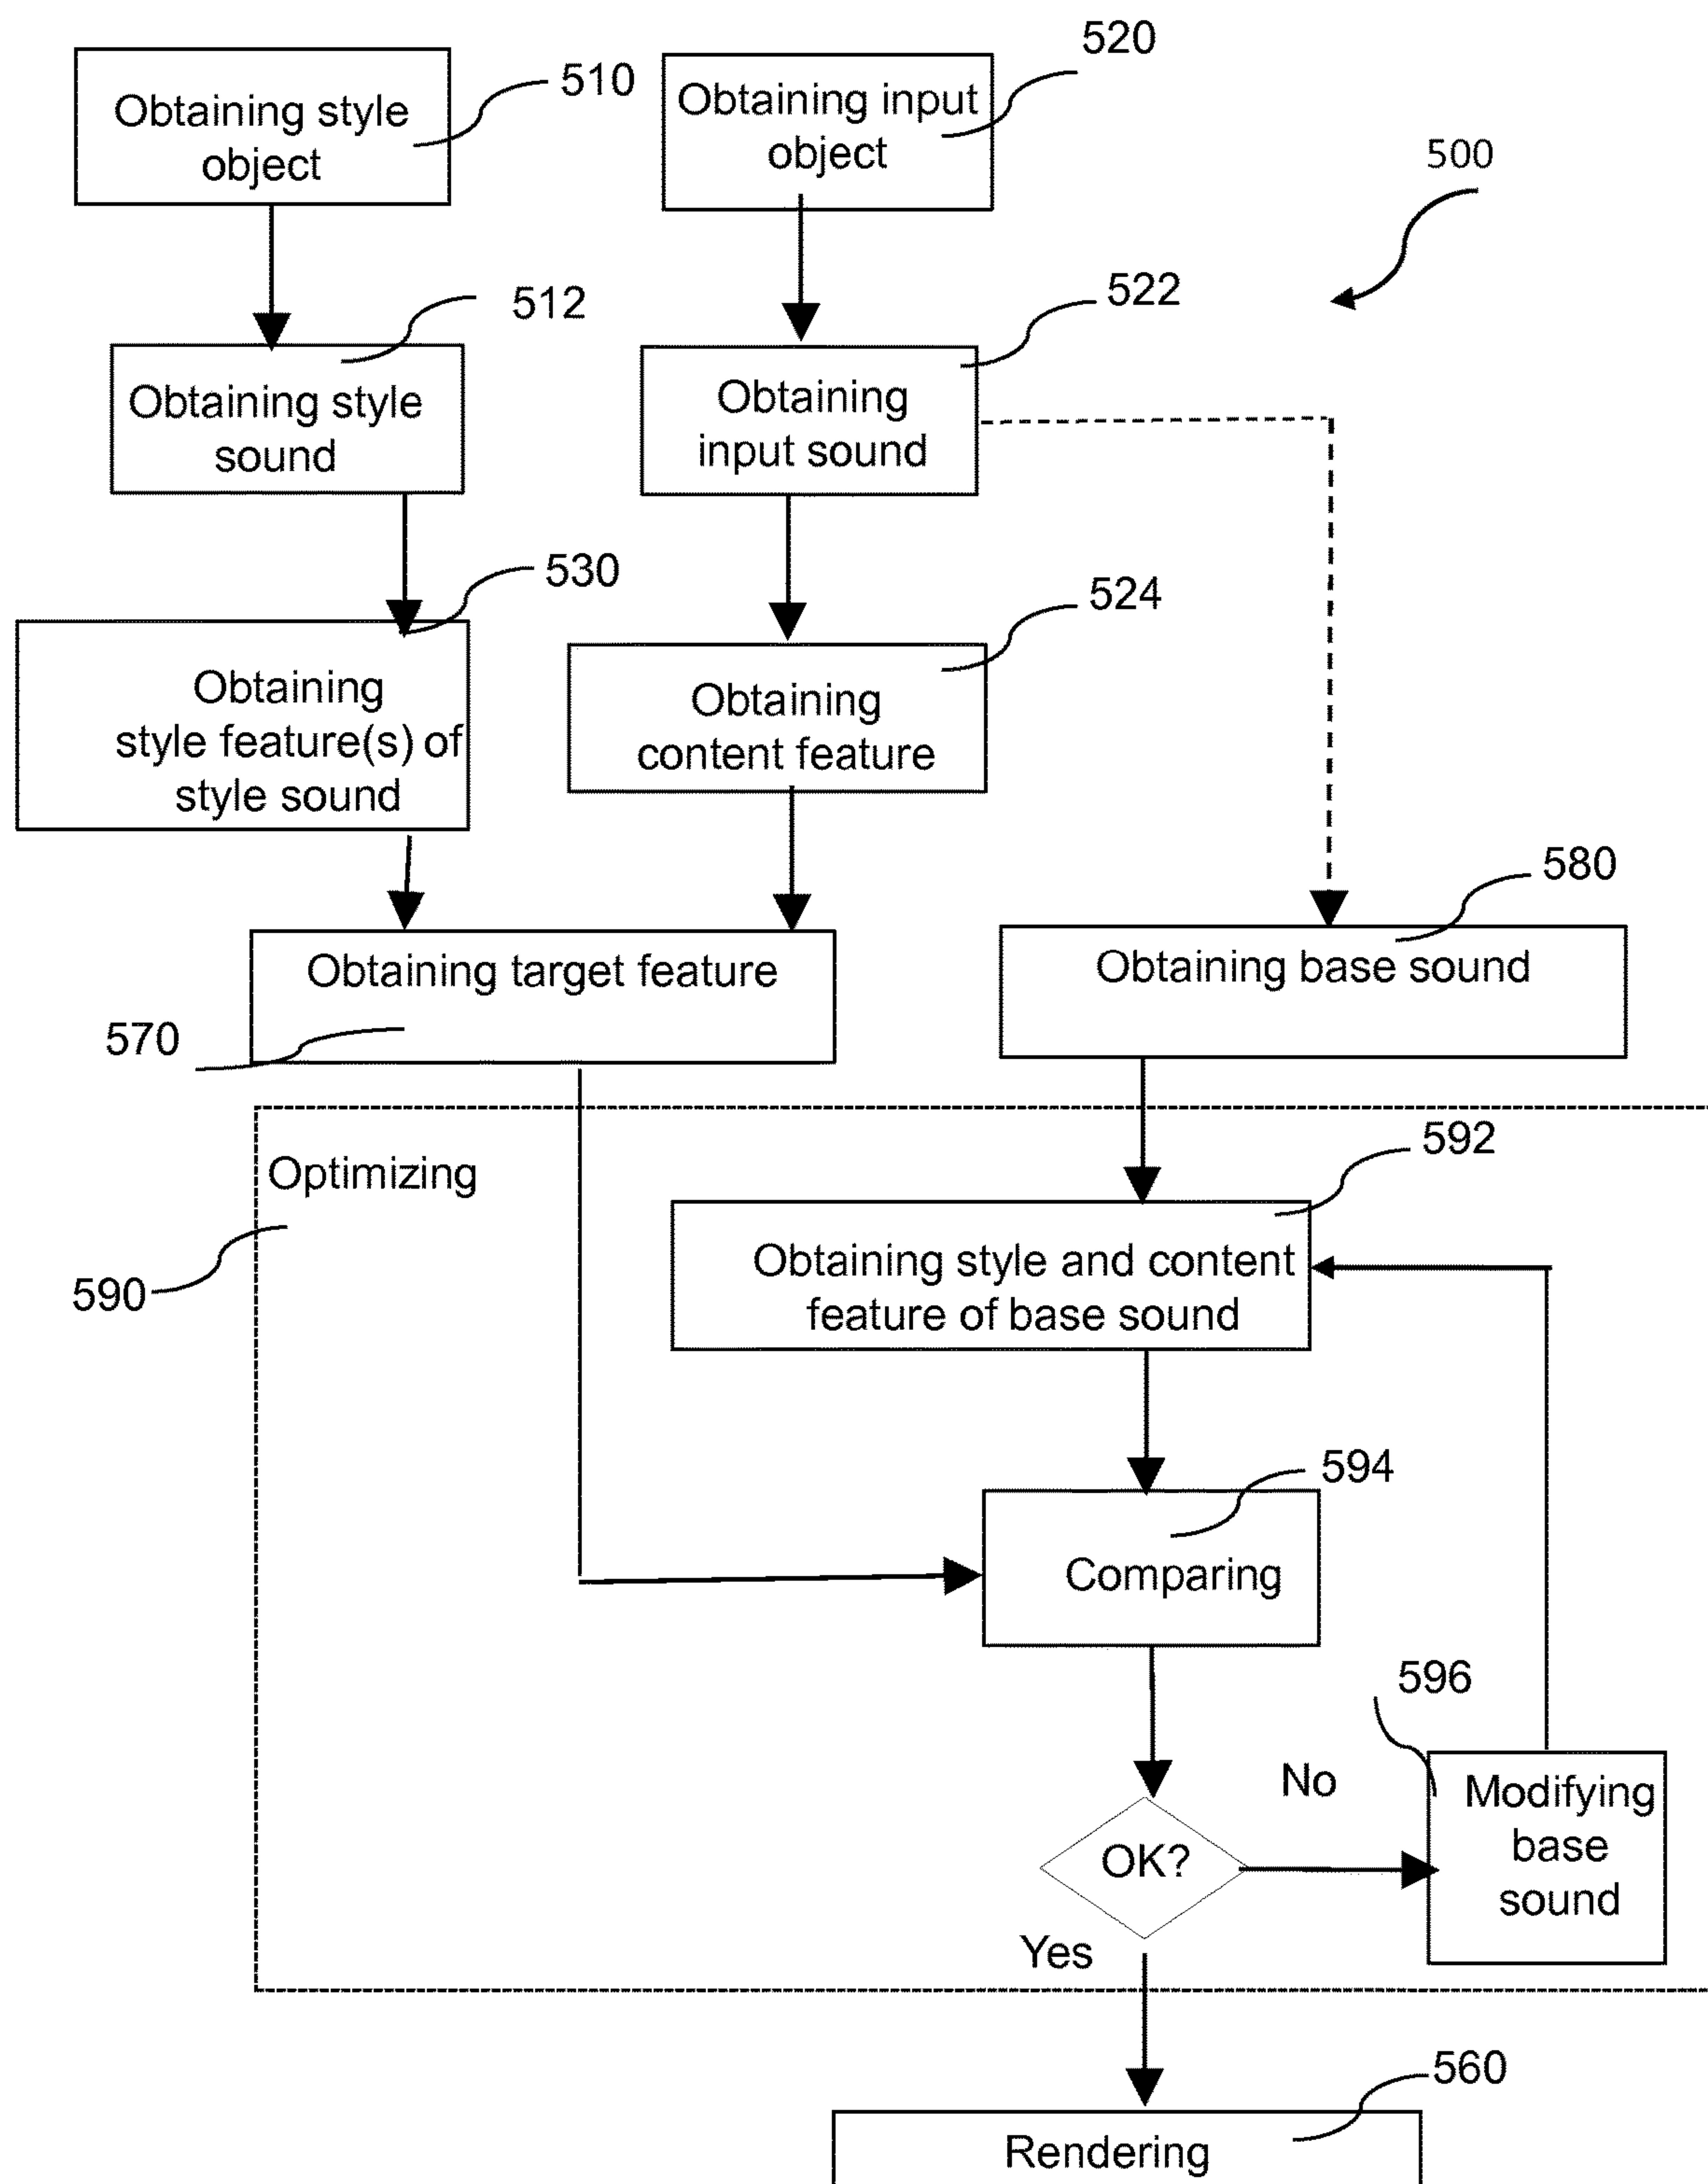 520
510
Obtaining style
object
Obtaining input
object
500
512
522
Obtaining style
sound
Obtaining
input sound
530
524
Obtaining
style feature(s) of
style sound
Obtaining
content feature
580
Obtaining target feature
Obtaining base sound
570
592
Optimizing
590
Obtaining style and content
feature of base sound
594
Comparing
596
No
Modifying
base
sound
OK?
Yes
560
Rendering